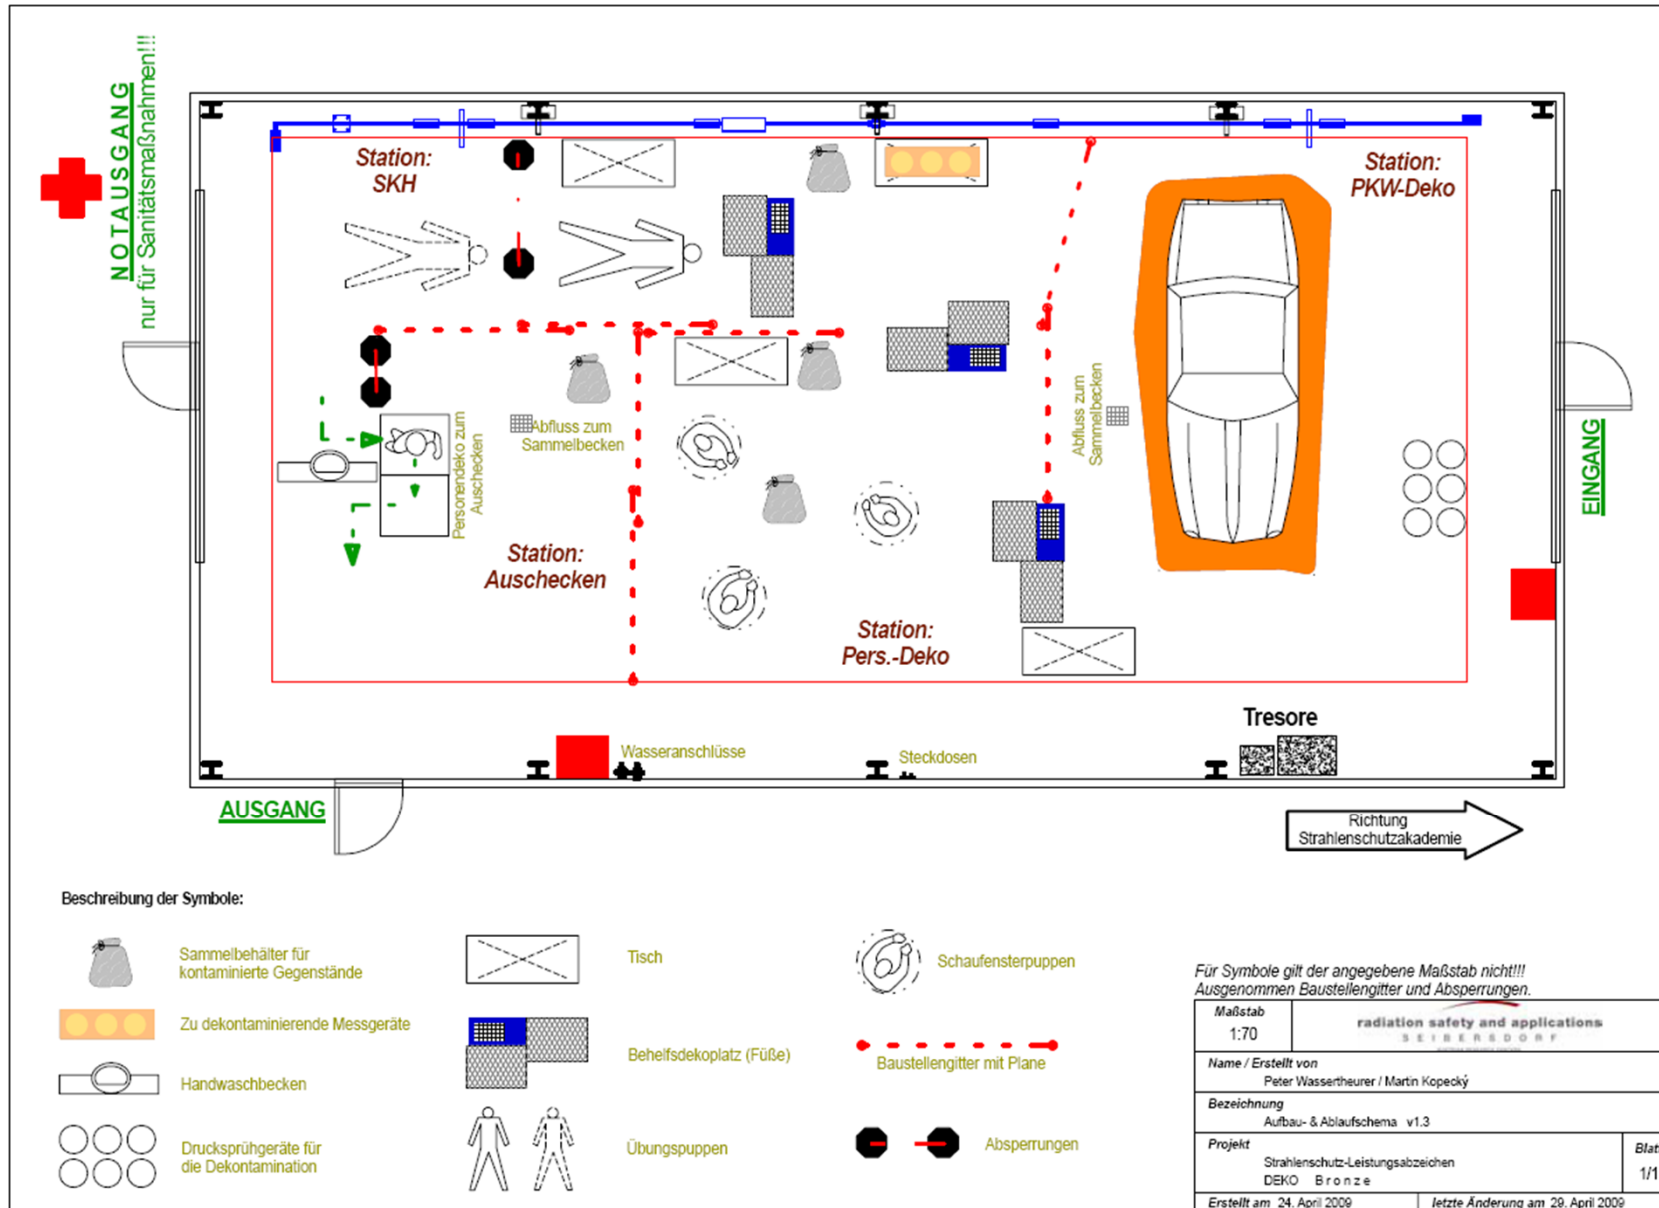 NOTAUSGANG
nur für Sanitätsmaßnahmen!!!
Station:
SKH
Station:
PKW-Deko
Personendeko zum
Auschecken
Abfluss zum
Sammelbecken
Abfluss zum
Sammelbecken
EINGANG
Station:
Auschecken
Station:
Pers.-Deko
Tresore
Wasseranschlüsse
Steckdosen
AUSGANG
Richtung
Strahlenschutzakademie
Beschreibung der Symbole:
Sammelbehälter für
kontaminierte Gegenstände
Tisch
Schaufensterpuppen
Zu dekontaminierende Messgeräte
Behelfsdekoplatz (Füße)
Baustellengitter mit Plane
Handwaschbecken
Drucksprühgeräte für
die Dekontamination
Übungspuppen
Absperrungen
Für Symbole gilt der angegebene Maßstab nicht!!!
Ausgenommen Baustellengitter und Absperrungen.
Maßstab
1:70
radiation safety and applications
SEIBERSDORF
Name / Erstellt von
Peter Wassertheurer / Martin Kopecký
Bezeichnung
Aufbau- & Ablaufschema v1.3
Projekt
Strahlenschutz-Leistungsabzeichen
DEKO Bronze
Blatt
1/1
Erstellt am 24. April 2009
letzte Änderung am 29. April 2009